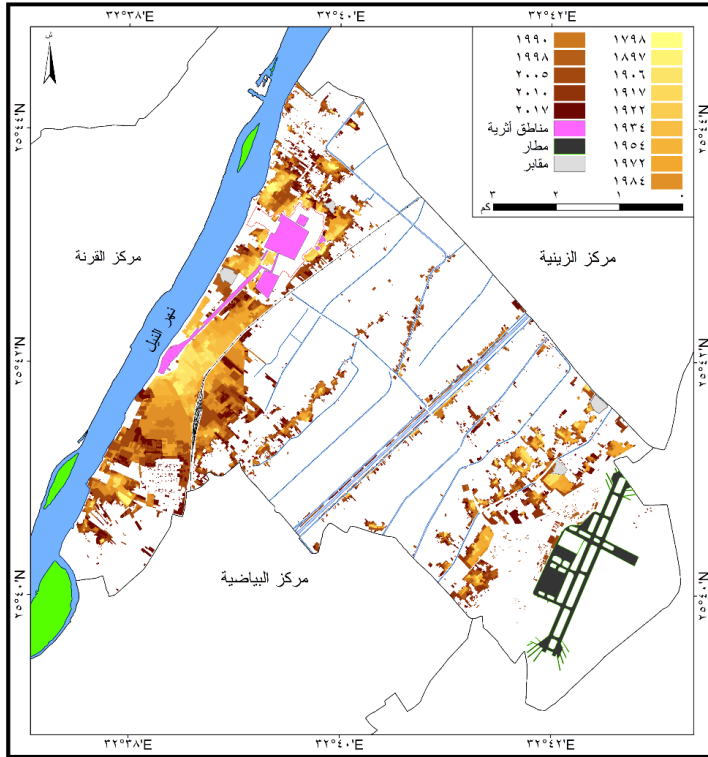 ٣٢°٣٨'E ٣٢°٤٠'E ٣٢°٤٢'E
ش
١٧٩٨ ١٩٩٠
١٨٩٧ ١٩٩٨
١٩٠٦ ٢٠٠٥
١٩١٧ ٢٠١٠
١٩٢٢ ٢٠١٧
١٩٣٤ مناطق أثرية
١٩٥٤ مطار
١٩٧٢ مقابر
١٩٨٤
٣ ٢ ١ ٠
كم
٢٥°٤٤'N ٢٥°٤٤'N
مركز القرنة
مركز الزينية
نهر النيل
٢٥°٤٢'N ٢٥°٤٢'N
مركز البياضية
٢٥°٤٠'N ٢٥°٤٠'N
٣٢°٣٨'E ٣٢°٤٠'E ٣٢°٤٢'E